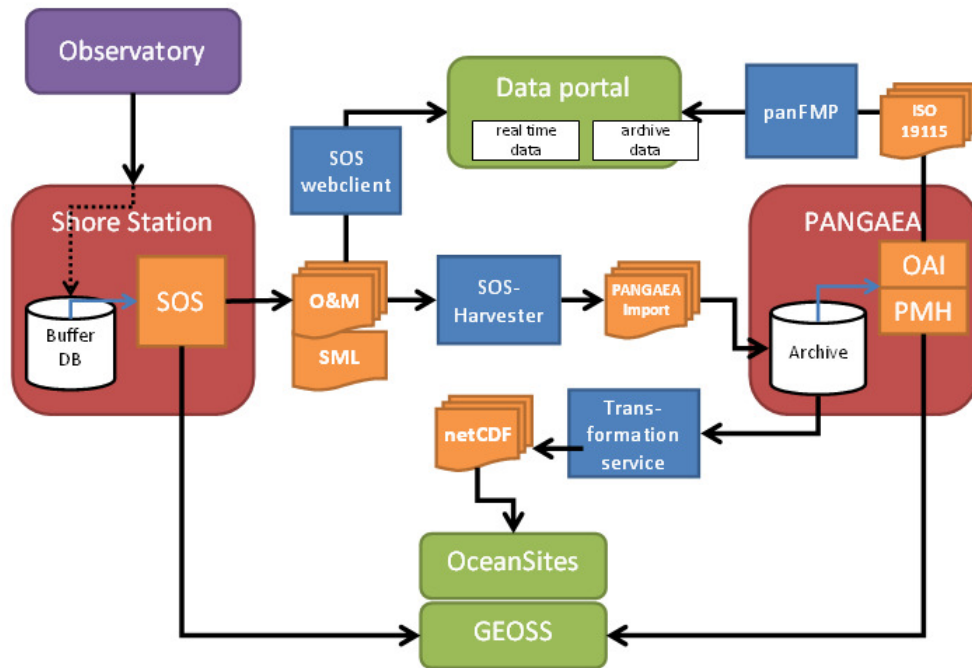 Observatory
Data portal
real time
data
archive
data
panFMP
ISO
19115
SOS
webclient
Shore Station
PANGAEA
SOS
Buffer
DB
O&M
SML
SOS-
Harvester
PANGAEA
Import
OAI
PMH
Archive
netCDF
Trans-
formation
service
OceanSites
GEOSS